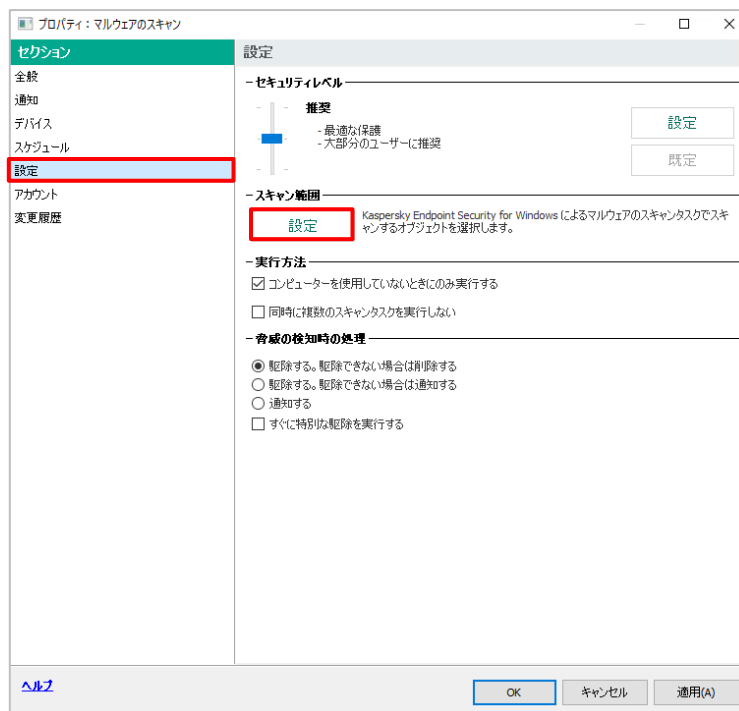 プロパティ：マルウェアのスキャン
セクション
全般
通知
デバイス
スケジュール
設定
アカウント
変更履歴
設定
セキュリティレベル
推奨
- 最適な保護
- 大部分のユーザーに推奨
設定
既定
スキャン範囲
設定
Kaspersky Endpoint Security for Windows によるマルウェアのスキャンタスクでスキ
ャンするオブジェクトを選択します。
実行方法
コンピューターを使用していないときにのみ実行する
同時に複数のスキャンタスクを実行しない
脅威の検知時の処理
駆除する。駆除できない場合は削除する
駆除する。駆除できない場合は通知する
通知する
すぐに特別な駆除を実行する
ヘルプ
OK
キャンセル
適用(A)